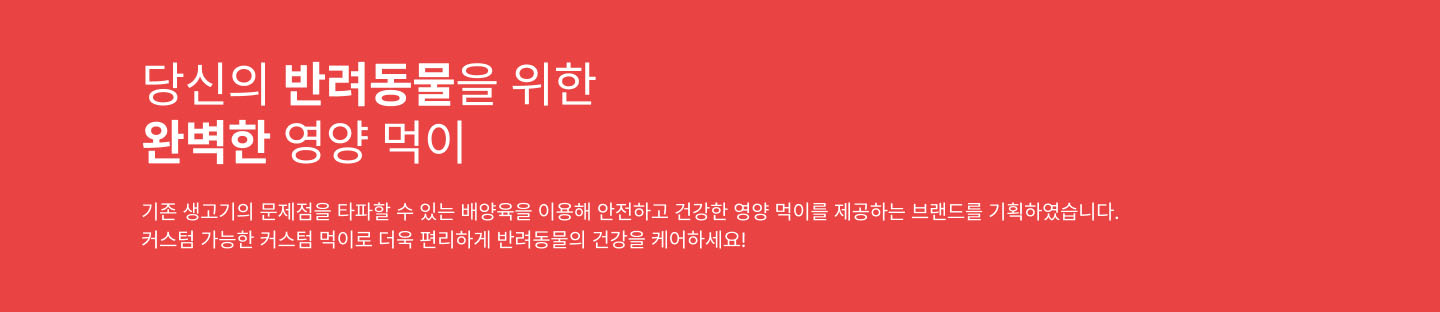 당신의 반려동물을 위한
완벽한 영양 먹이
기존 생고기의 문제점을 타파할 수 있는 배양육을 이용해 안전하고 건강한 영양 먹이를 제공하는 브랜드를 기획하였습니다.
커스텀 가능한 커스텀 먹이로 더욱 편리하게 반려동물의 건강을 케어하세요!